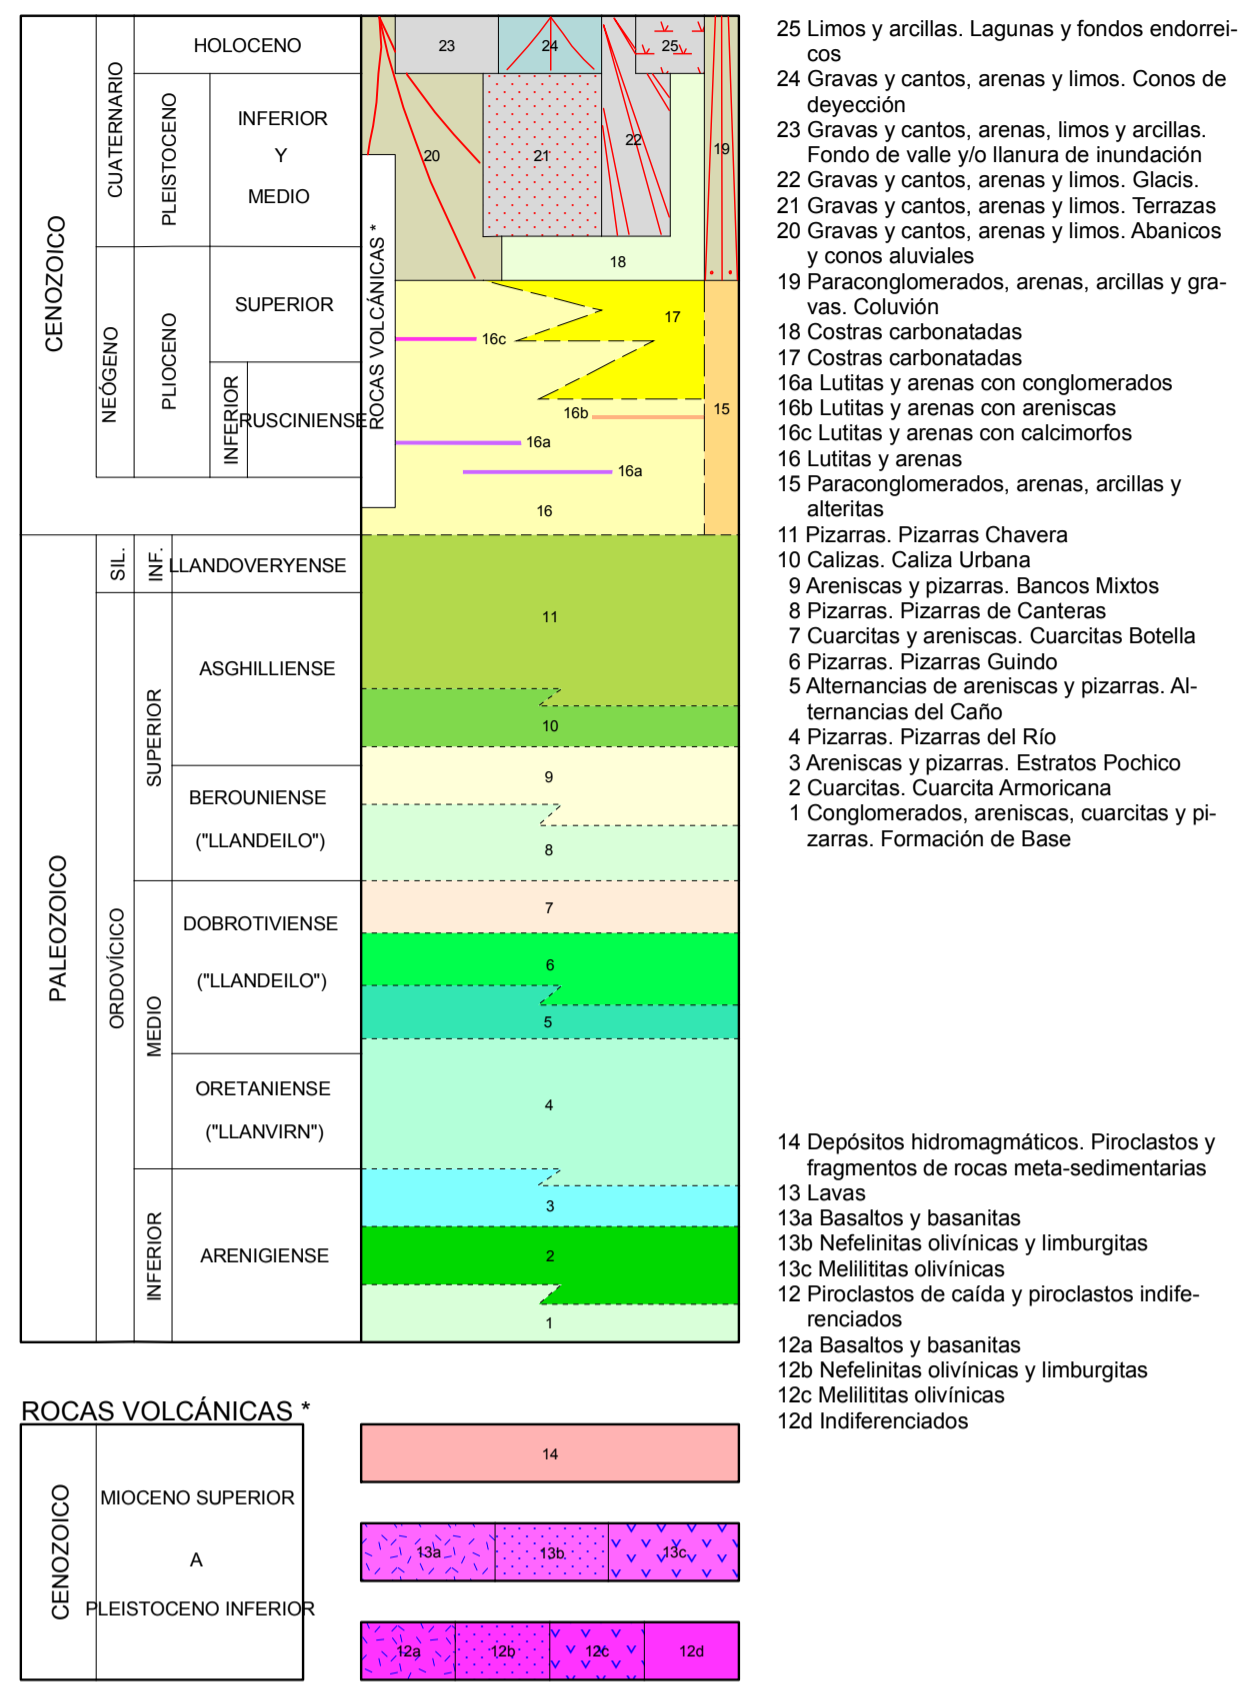 CENOZOICO
CUATERNARIO
HOLOCENO
PLEISTOCENO
INFERIOR
Y
MEDIO
NEÓGENO
PLIOCENO
SUPERIOR
INFERIOR
RUSCINIENSE
ROCAS VOLCÁNICAS *
23
24
25
20
21
22
19
18
17
16c
16b
15
16a
16a
16
PALEOZOICO
SIL.
INF.
LLANDOVERYENSE
ORDOVÍCICO
SUPERIOR
ASGHILLIENSE
BEROUNIENSE
("LLANDEILO")
MEDIO
DOBROTIVIENSE
("LLANDEILO")
ORETANIENSE
("LLANVIRN")
INFERIOR
ARENIGIENSE
11
10
9
8
7
6
5
4
3
2
1
25 Limos y arcillas. Lagunas y fondos endorrei-
cos
24 Gravas y cantos, arenas y limos. Conos de
deyección
23 Gravas y cantos, arenas, limos y arcillas.
Fondo de valle y/o llanura de inundación
22 Gravas y cantos, arenas y limos. Glacis.
21 Gravas y cantos, arenas y limos. Terrazas
20 Gravas y cantos, arenas y limos. Abanicos
y conos aluviales
19 Paraconglomerados, arenas, arcillas y gra-
vas. Coluvión
18 Costras carbonatadas
17 Costras carbonatadas
16a Lutitas y arenas con conglomerados
16b Lutitas y arenas con areniscas
16c Lutitas y arenas con calcimorfos
16 Lutitas y arenas
15 Paraconglomerados, arenas, arcillas y
alteritas
11 Pizarras. Pizarras Chavera
10 Calizas. Caliza Urbana
9 Areniscas y pizarras. Bancos Mixtos
8 Pizarras. Pizarras de Canteras
7 Cuarcitas y areniscas. Cuarcitas Botella
6 Pizarras. Pizarras Guindo
5 Alternancias de areniscas y pizarras. Al-
ternancias del Caño
4 Pizarras. Pizarras del Río
3 Areniscas y pizarras. Estratos Pochico
2 Cuarcitas. Cuarcita Armoricana
1 Conglomerados, areniscas, cuarcitas y pi-
zarras. Formación de Base
14 Depósitos hidromagmáticos. Piroclastos y
fragmentos de rocas meta-sedimentarias
13 Lavas
13a Basaltos y basanitas
13b Nefelinitas olivínicas y limburgitas
13c Melilititas olivínicas
12 Piroclastos de caída y piroclastos indife-
renciados
12a Basaltos y basanitas
12b Nefelinitas olivínicas y limburgitas
12c Melilititas olivínicas
12d Indiferenciados
ROCAS VOLCÁNICAS *
CENOZOICO
MIOCENO SUPERIOR
A
PLEISTOCENO INFERIOR
14
13a
13b
13c
12a
12b
12c
12d